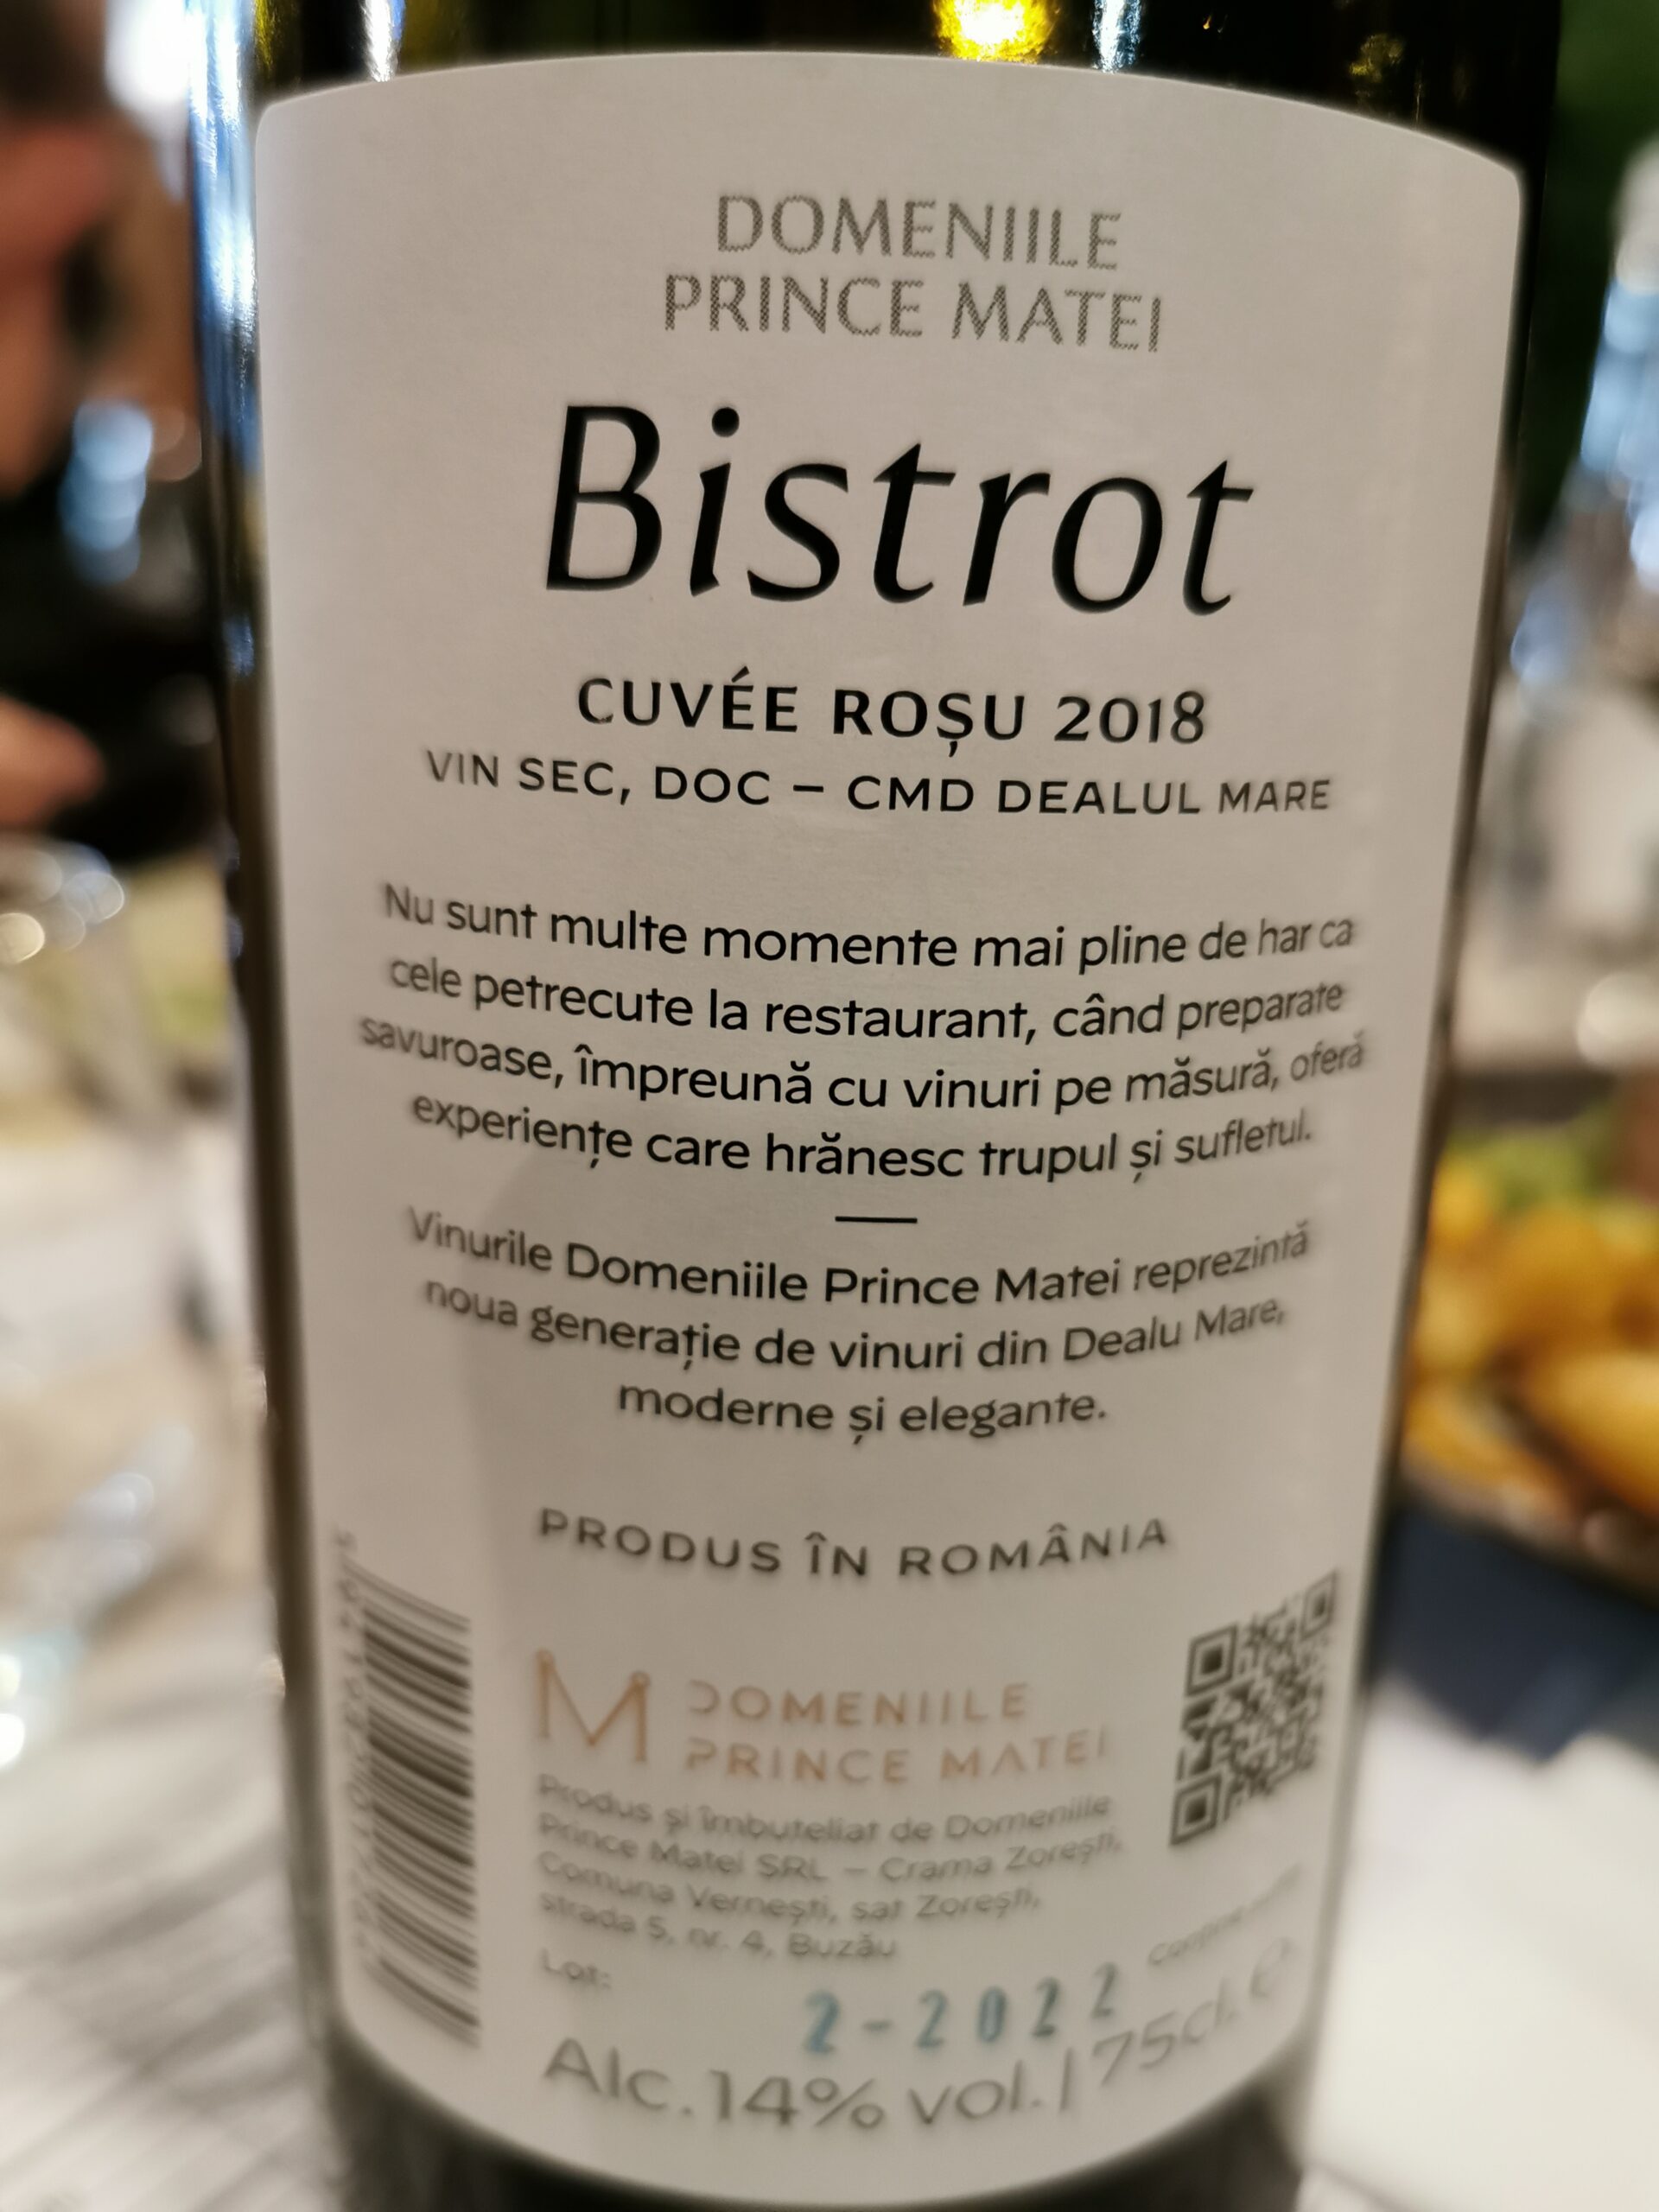 DOMENIILE
PRINCE MATEI
Bistrot
CUVÉE ROȘU 2018
VIN SEC, DOC – CMD DEALUL MARE
Nu sunt multe momente mai pline de har ca
cele petrecute la restaurant, când preparate
savuroase, împreună cu vinuri pe măsură, oferă
experiențe care hrănesc trupul și sufletul.
Vinurile Domeniile Prince Matei reprezintă
noua generație de vinuri din Dealu Mare,
moderne și elegante.
PRODUS ÎN ROMÂNIA
M DOMENIILE
PRINCE MATEI
Produs și îmbuteliat de Domeniile
Prince Matei SRL – Crama Zorești,
Comuna Vernești, sat Zorești,
strada 5, nr. 4, Buzău
Lot:
2-2022
Alc. 14% vol. | 75cl. e